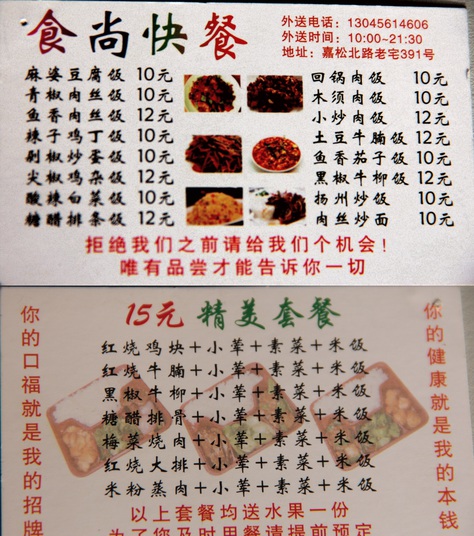 食尚快餐
外送电话：13045614606
外送时间：10:00~21:30
地址：嘉松北路老宅391号
麻婆豆腐饭 10元
青椒肉丝饭 10元
鱼香肉丝饭 12元
辣子鸡丁饭 10元
剁椒炒蛋饭 10元
尖椒鸡杂饭 12元
酸辣白菜饭 10元
糖醋排条饭 12元
回锅肉饭 10元
木须肉饭 10元
小炒肉饭 12元
土豆牛腩饭 12元
鱼香茄子饭 10元
黑椒牛柳饭 12元
扬州炒饭 10元
肉丝炒面 10元
拒绝我们之前请给我们个机会！
唯有品尝才能告诉你一切
15元 精美套餐
你的口福就是我的招牌
红烧鸡块＋小荤＋素菜＋米饭
红烧牛腩＋小荤＋素菜＋米饭
黑椒牛柳＋小荤＋素菜＋米饭
糖醋排骨＋小荤＋素菜＋米饭
梅菜烧肉＋小荤＋素菜＋米饭
红烧大排＋小荤＋素菜＋米饭
米粉蒸肉＋小荤＋素菜＋米饭
你的健康就是我的本钱
以上套餐均送水果一份
为了您及时用餐请提前预定